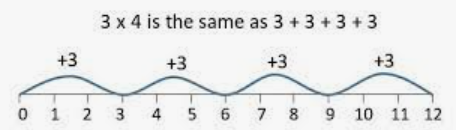 3 x 4 is the same as 3 + 3 + 3 + 3
+3 +3 +3 +3
0 1 2 3 4 5 6 7 8 9 10 11 12